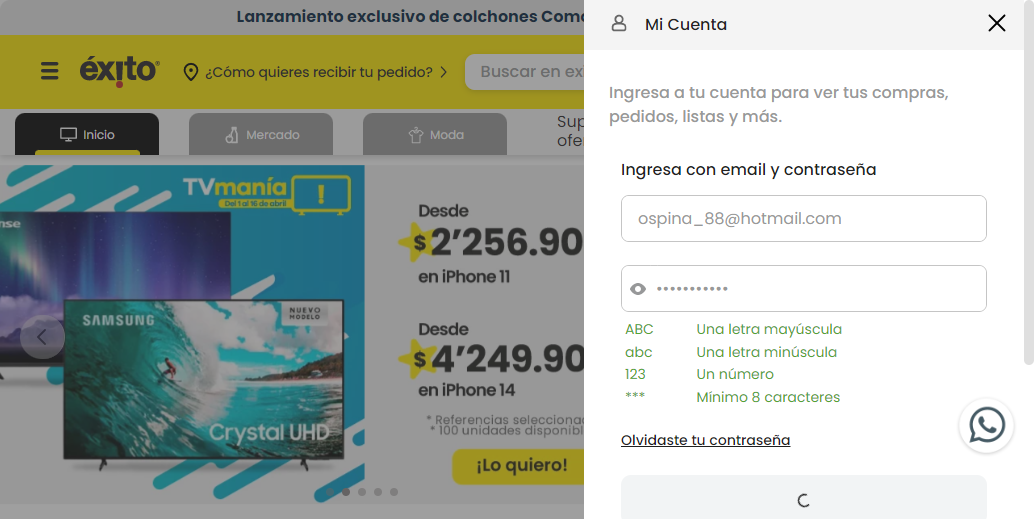 Lanzamiento exclusivo de colchones Como
Mi Cuenta
éxito
¿Cómo quieres recibir tu pedido?
Buscar en ex
Ingresa a tu cuenta para ver tus compras,
pedidos, listas y más.
Inicio
Mercado
Moda
Sup
ofe
Ingresa con email y contraseña
ospina_88@hotmail.com
TVmanía
Del 1 al 16 de abril
Desde
$2’256.90
en iPhone 11
Desde
$4’249.90
en iPhone 14
* Referencias selecciona
* 100 unidades disponibl
¡Lo quiero!
SAMSUNG
NUEVO
MODELO
Crystal UHD
•••••••••••
ABC Una letra mayúscula
abc Una letra minúscula
123 Un número
*** Mínimo 8 caracteres
Olvidaste tu contraseña